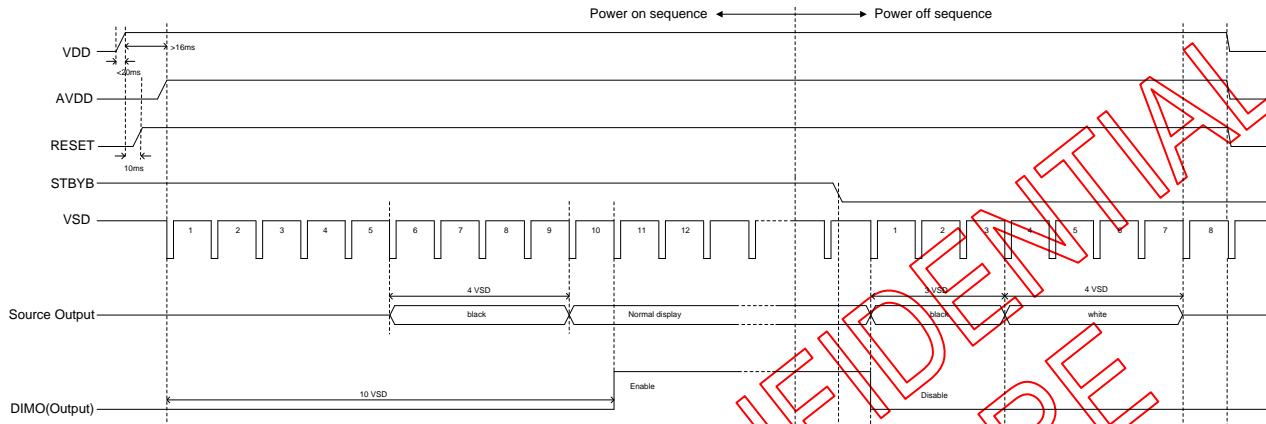 Power on sequence
Power off sequence
VDD
>16ms
<20ms
AVDD
RESET
10ms
STBYB
VSD
1 2 3 4 5 6 7 8 9 10 11 12 1 2 3 4 5 6 7 8
4 VSD
3 VSD
4 VSD
Source Output
black
Normal display
black
white
Enable
10 VSD
Disable
DIMO(Output)